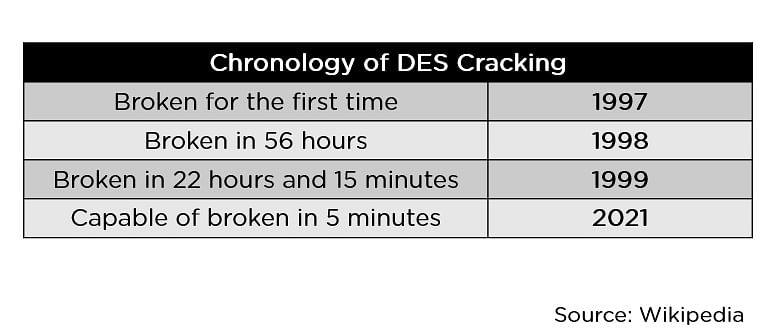 Chronology of DES Cracking
Broken for the first time 1997
Broken in 56 hours 1998
Broken in 22 hours and 15 minutes 1999
Capable of broken in 5 minutes 2021
Source: Wikipedia